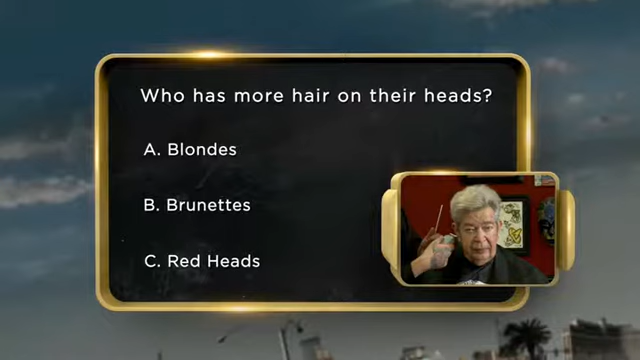 Who has more hair on their heads?
A. Blondes
B. Brunettes
C. Red Heads